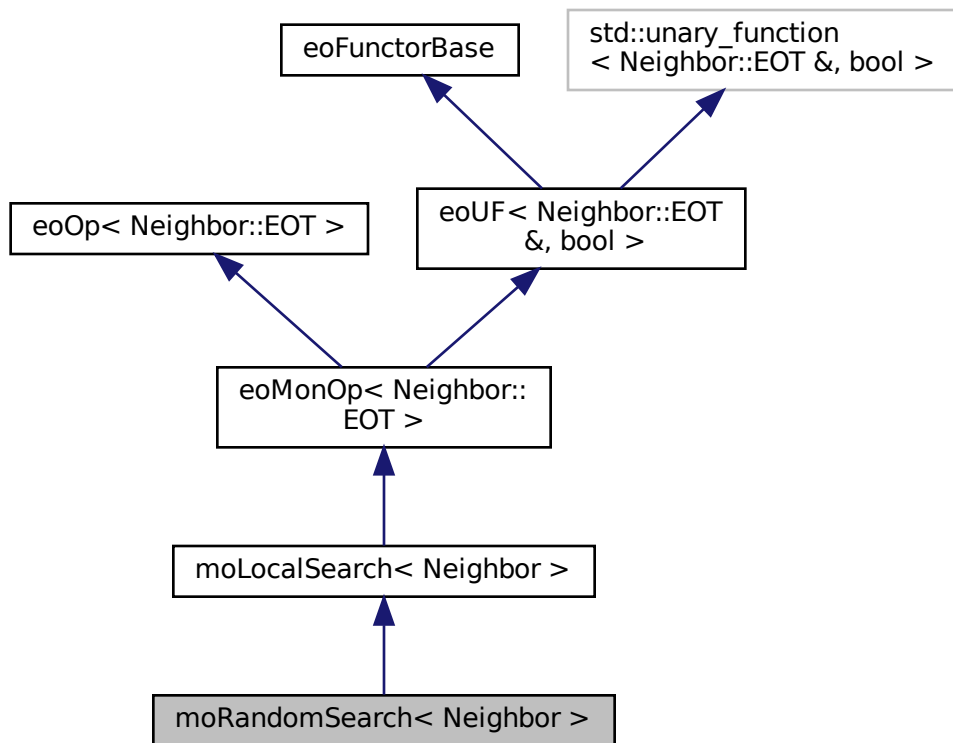 std::unary_function
< Neighbor::EOT &, bool >
eoFunctorBase
eoUF< Neighbor::EOT
&, bool >
eoOp< Neighbor::EOT >
eoMonOp< Neighbor::
EOT >
moLocalSearch< Neighbor >
moRandomSearch< Neighbor >